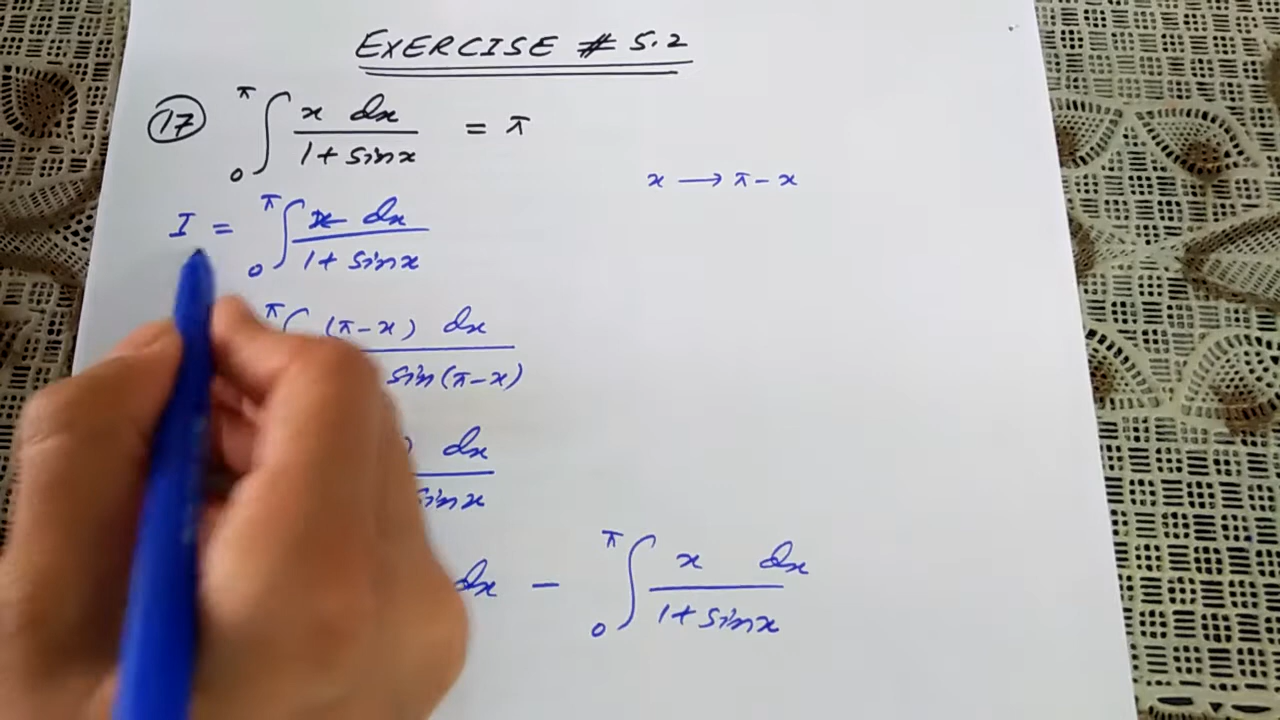 EXERCISE # 5.2
17 ∫₀^π x dx / (1 + sin x) = π
x → π - x
I = ∫₀^π x dx / (1 + sin x)
π ∫ (π - x) dx / sin(π - x)
) dx / sin x
dx - ∫₀^π x dx / (1 + sin x)